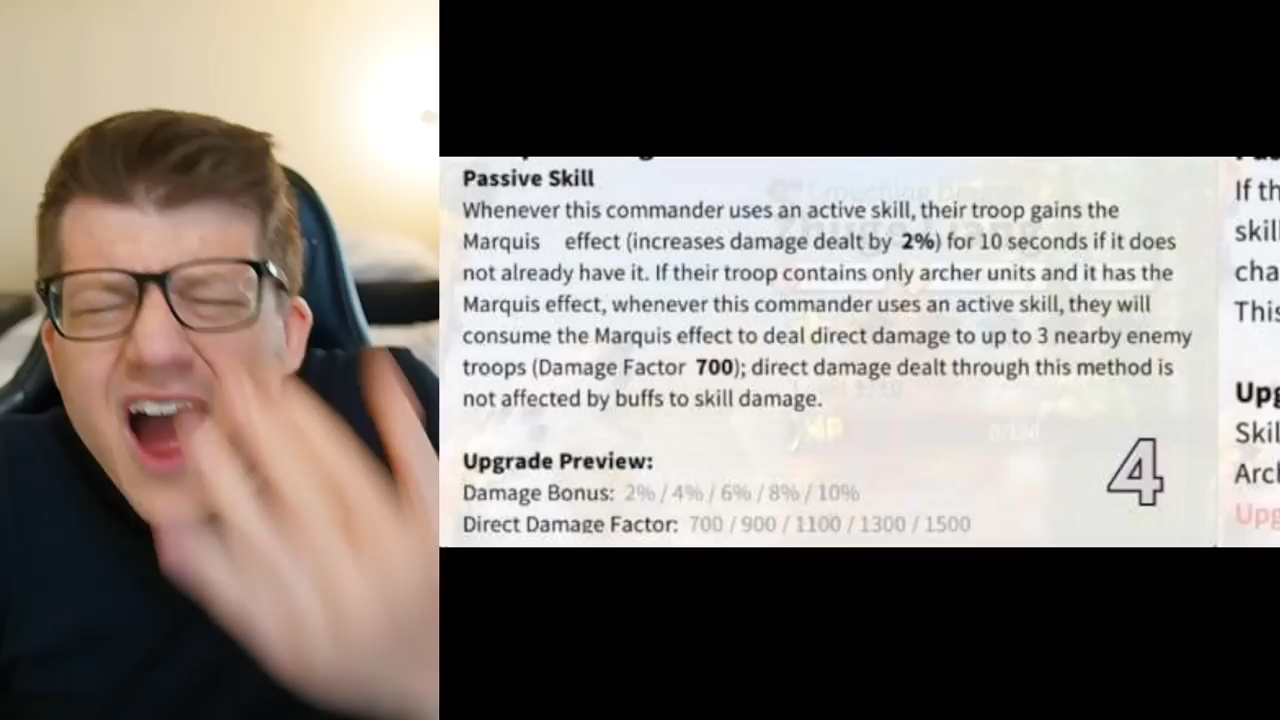 Passive Skill
Whenever this commander uses an active skill, their troop gains the
Marquis effect (increases damage dealt by 2%) for 10 seconds if it does
not already have it. If their troop contains only archer units and it has the
Marquis effect, whenever this commander uses an active skill, they will
consume the Marquis effect to deal direct damage to up to 3 nearby enemy
troops (Damage Factor 700); direct damage dealt through this method is
not affected by buffs to skill damage.
Upgrade Preview:
Damage Bonus: 2% / 4% / 6% / 8% / 10%
Direct Damage Factor: 700 / 900 / 1100 / 1300 / 1500
4
If th
skil
cha
This
Upg
Skil
Arc
Upg